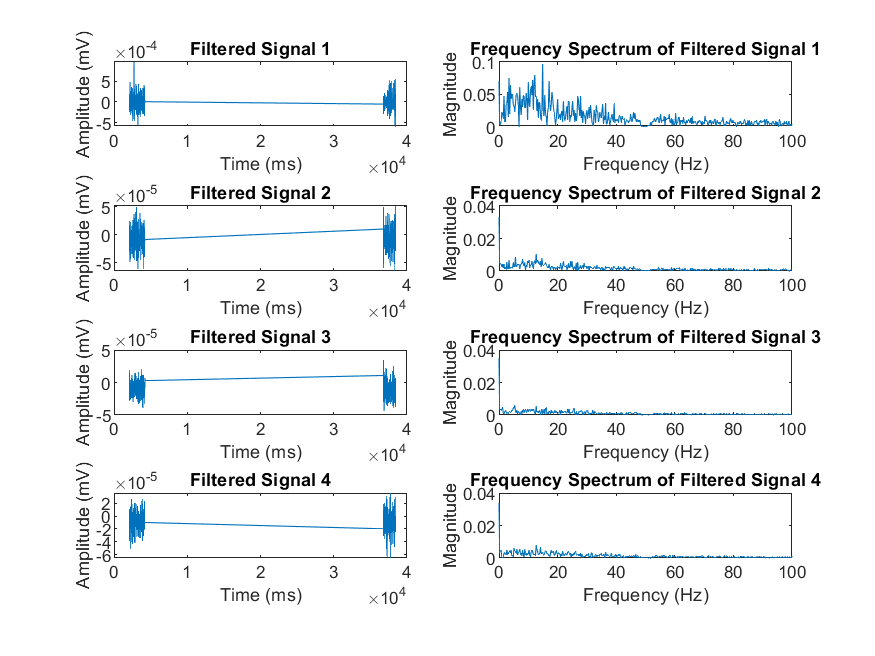 Filtered Signal 1
×10-4
Amplitude (mV)
5
0
-5
0 1 2 3 4
Time (ms)
×104
Frequency Spectrum of Filtered Signal 1
Magnitude
0.1
0.05
0
0 20 40 60 80 100
Frequency (Hz)
Filtered Signal 2
×10-5
Amplitude (mV)
5
0
-5
0 1 2 3 4
Time (ms)
×104
Frequency Spectrum of Filtered Signal 2
Magnitude
0.04
0.02
0
0 20 40 60 80 100
Frequency (Hz)
Filtered Signal 3
×10-5
Amplitude (mV)
5
0
-5
0 1 2 3 4
Time (ms)
×104
Frequency Spectrum of Filtered Signal 3
Magnitude
0.04
0.02
0
0 20 40 60 80 100
Frequency (Hz)
Filtered Signal 4
×10-5
Amplitude (mV)
2
0
-2
-4
-6
0 1 2 3 4
Time (ms)
×104
Frequency Spectrum of Filtered Signal 4
Magnitude
0.04
0.02
0
0 20 40 60 80 100
Frequency (Hz)